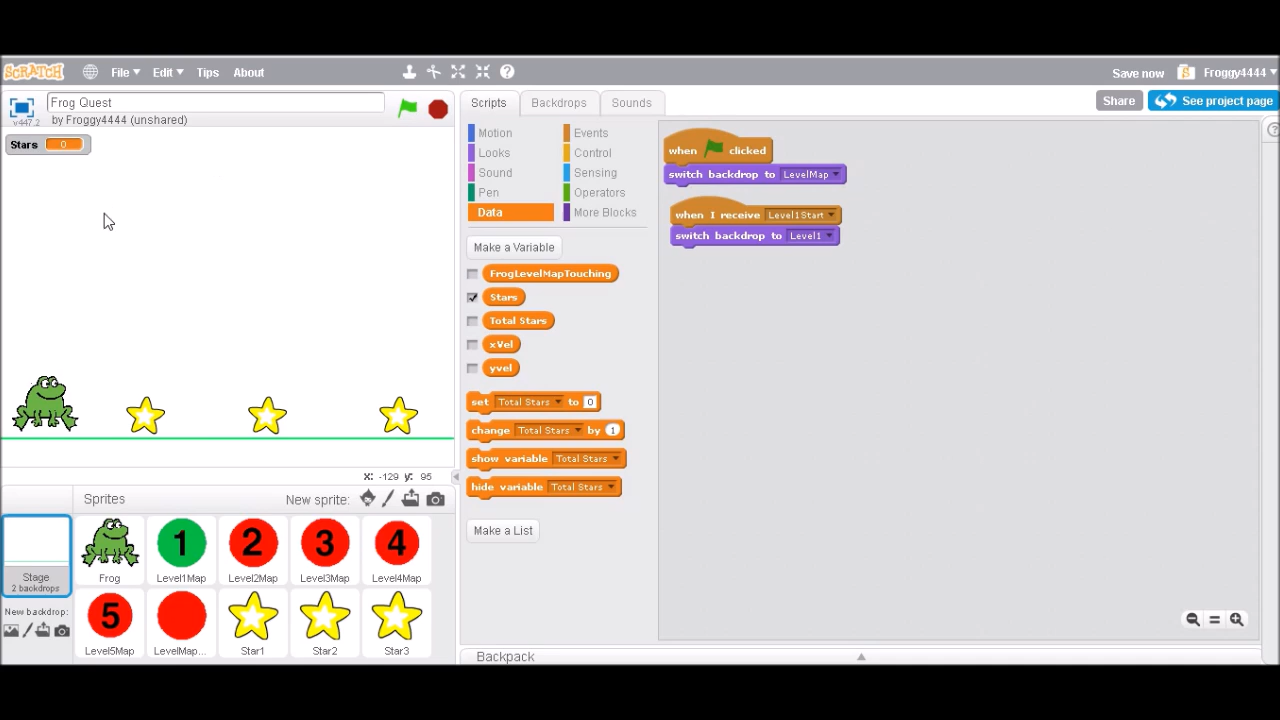 SCRATCH File Edit Tips About Save now Froggy4444
v447.2 Frog Quest
by Froggy4444 (unshared)
Scripts Backdrops Sounds Share See project page
Stars 0
Motion Events
Looks Control
Sound Sensing
Pen Operators
Data More Blocks
Make a Variable
FrogLevelMapTouching
Stars
Total Stars
xVel
yvel
set Total Stars to 0
change Total Stars by 1
show variable Total Stars
hide variable Total Stars
Make a List
when clicked
switch backdrop to LevelMap
when I receive Level1Start
switch backdrop to Level1
x: -129 y: 95
Sprites New sprite:
Stage
2 backdrops
New backdrop:
1 2 3 4
Frog Level1Map Level2Map Level3Map Level4Map
5
Level5Map LevelMap... Star1 Star2 Star3
Backpack